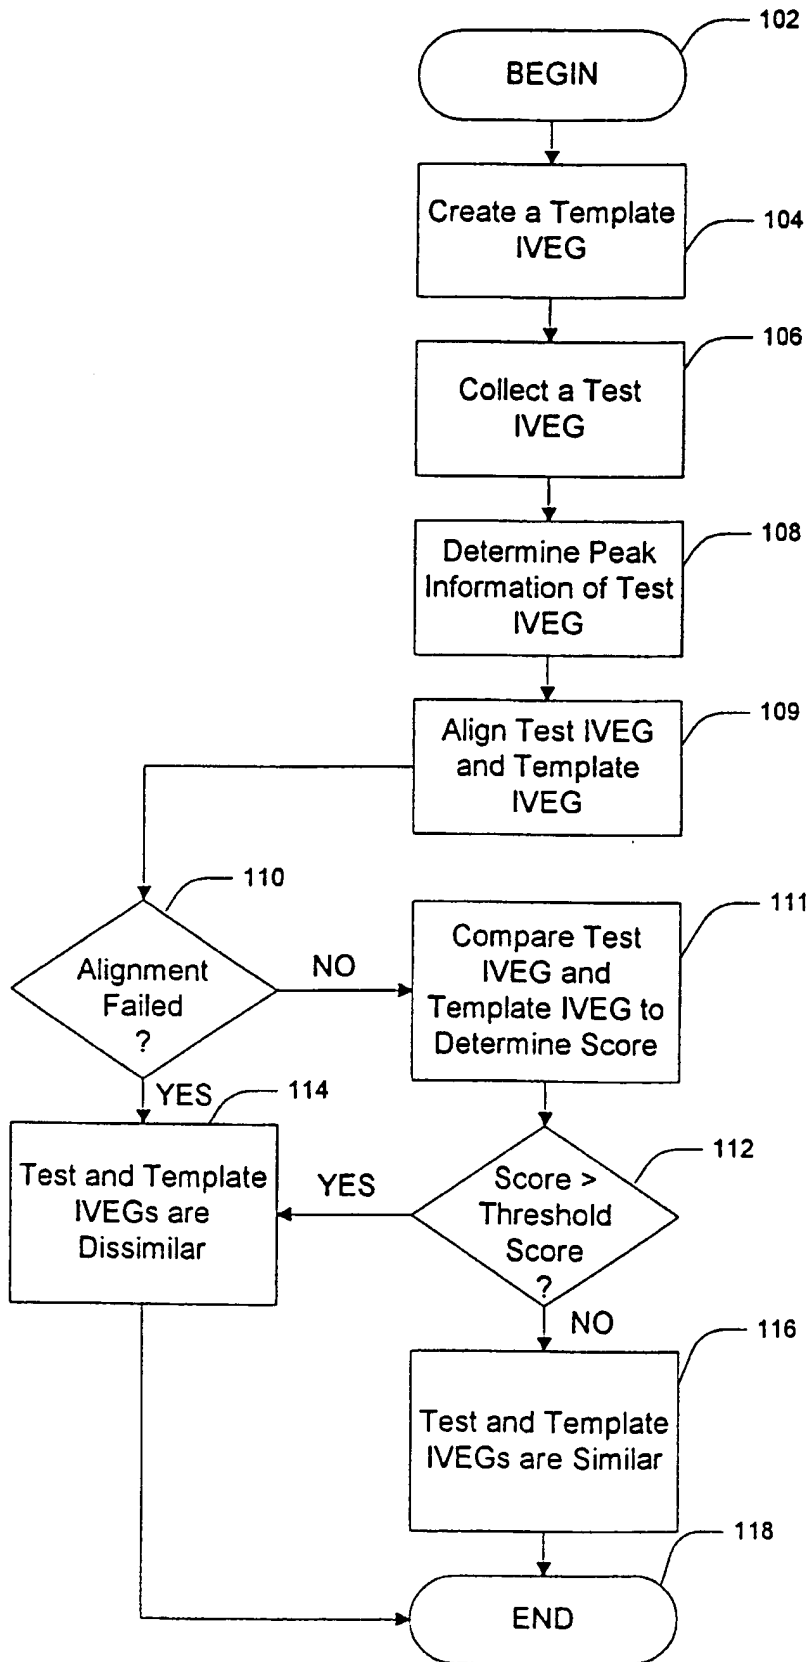 102
BEGIN
Create a Template
IVEG
104
106
Collect a Test
IVEG
108
Determine Peak
Information of Test
IVEG
109
Align Test IVEG
and Template
IVEG
110
Alignment
Failed
?
NO
111
Compare Test
IVEG and
Template IVEG to
Determine Score
YES
114
Test and Template
IVEGs are
Dissimilar
YES
112
Score >
Threshold
Score
?
NO
116
Test and Template
IVEGs are Similar
118
END